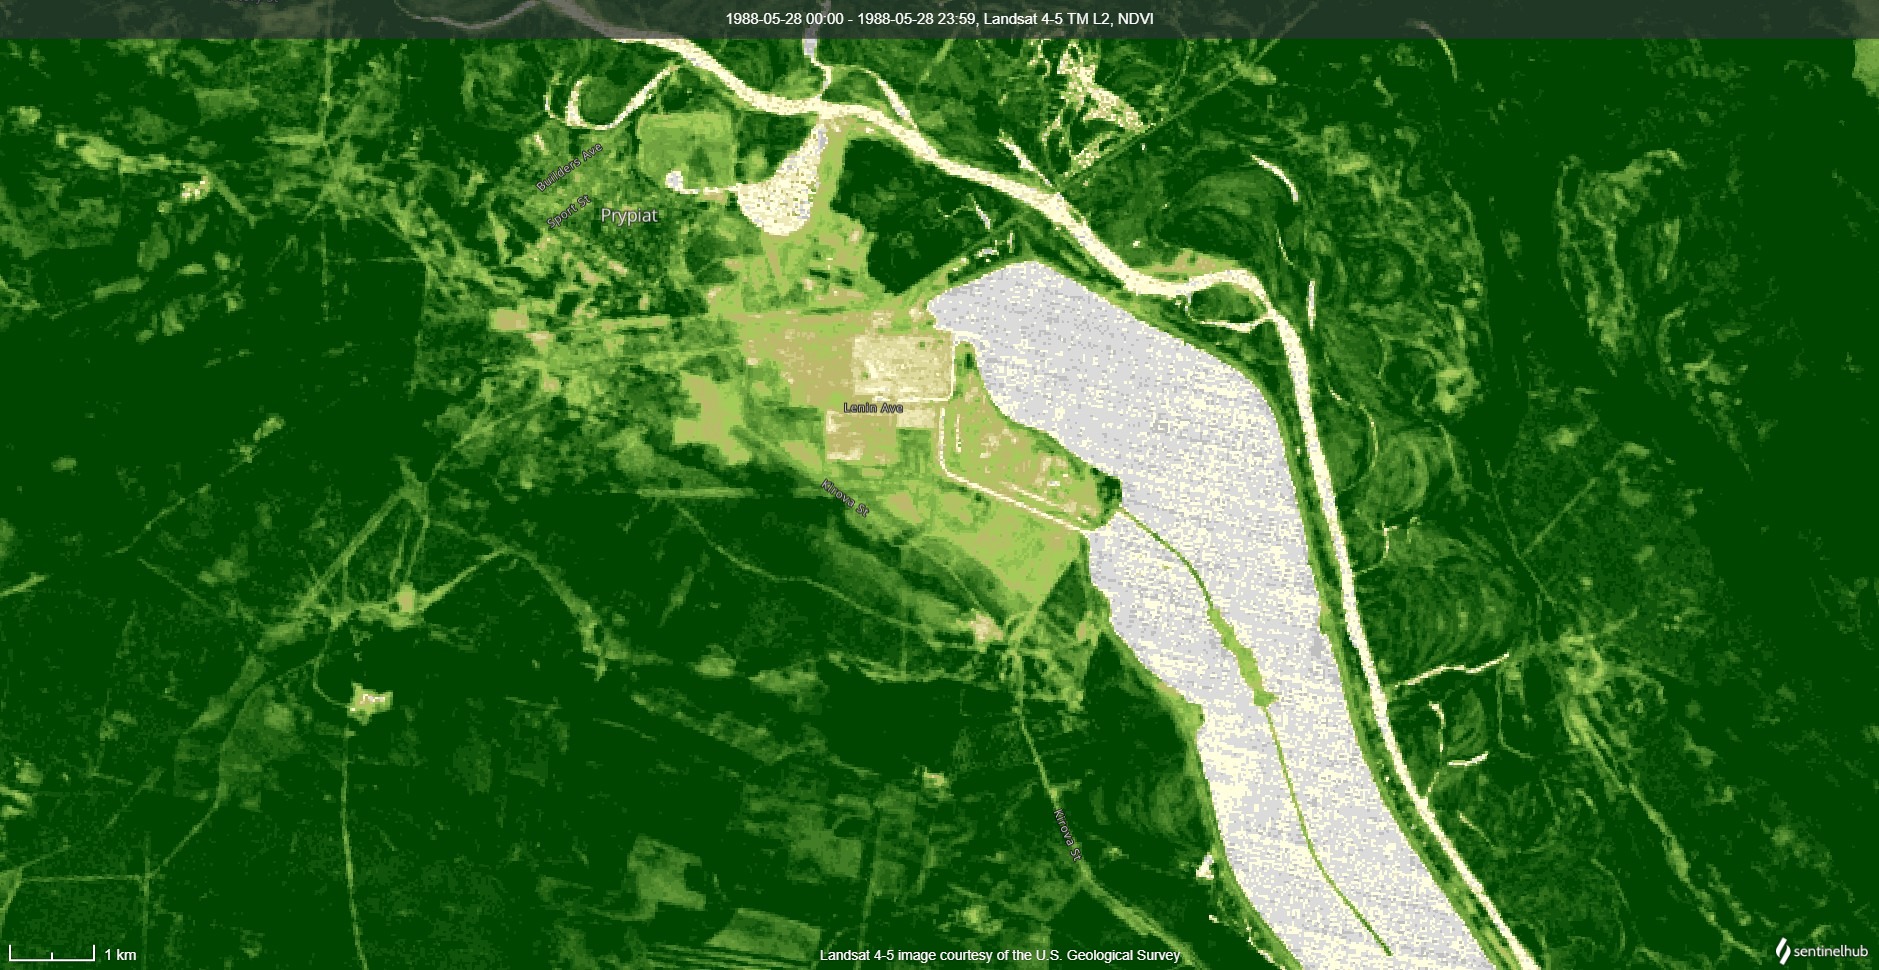 1988-05-28 00:00 - 1988-05-28 23:59, Landsat 4-5 TM L2, NDVI
Builders Ave
Sport St
Prypiat
Lenin Ave
Kirova St
Kirova St
1 km
Landsat 4-5 image courtesy of the U.S. Geological Survey
sentinelhub